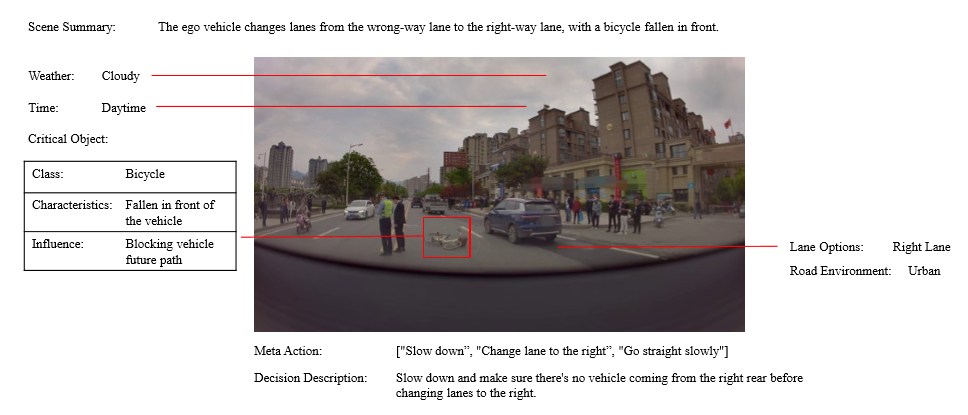 Scene Summary: The ego vehicle changes lanes from the wrong-way lane to the right-way lane, with a bicycle fallen in front.
Weather: Cloudy
Time: Daytime
Critical Object:
Class: Bicycle
Characteristics: Fallen in front of
the vehicle
Influence: Blocking vehicle
future path
Lane Options: Right Lane
Road Environment: Urban
Meta Action: ["Slow down”, "Change lane to the right”, "Go straight slowly"]
Decision Description: Slow down and make sure there's no vehicle coming from the right rear before
changing lanes to the right.